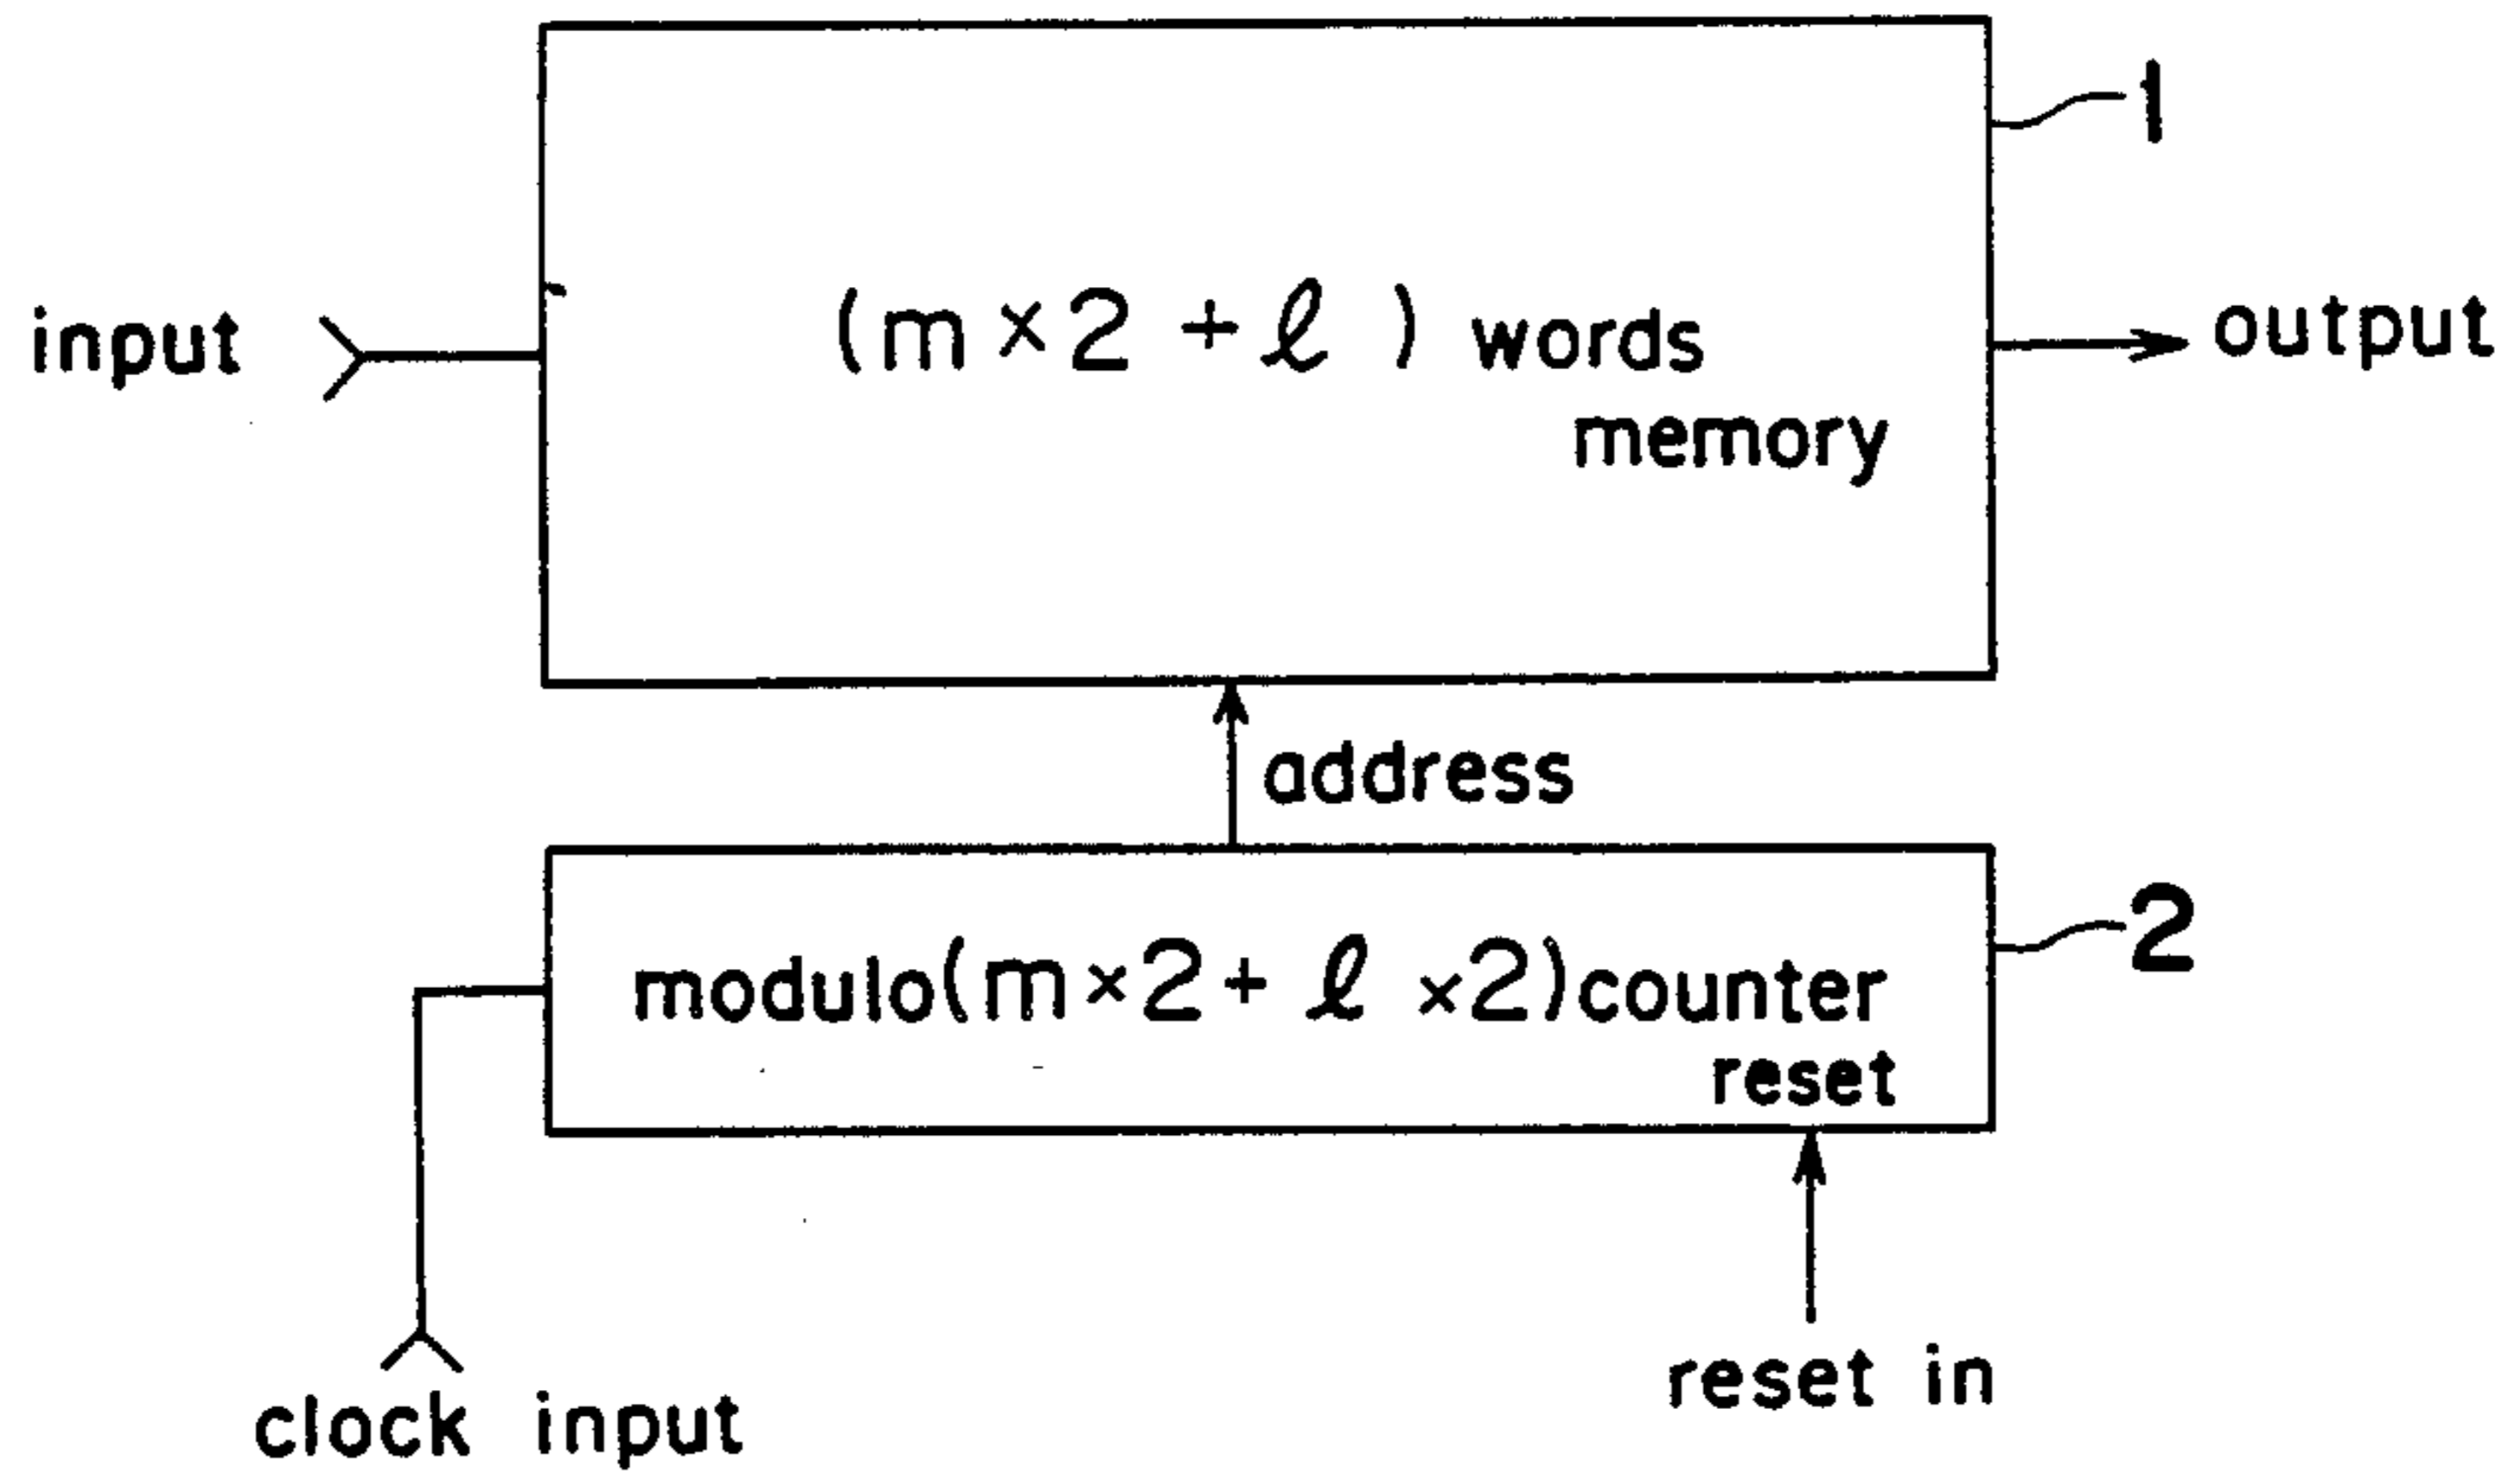 1
input
(m × 2 + ℓ ) words
memory
output
address
modulo(m×2+ ℓ ×2)counter
reset
2
clock input
reset in